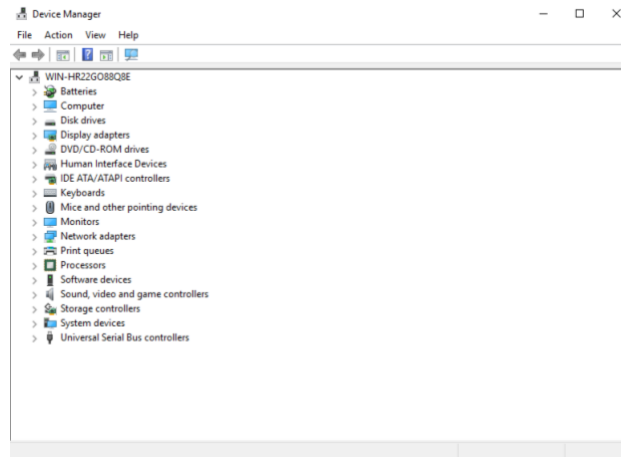 Device Manager
File Action View Help
WIN-HR22GO88Q8E
Batteries
Computer
Disk drives
Display adapters
DVD/CD-ROM drives
Human Interface Devices
IDE ATA/ATAPI controllers
Keyboards
Mice and other pointing devices
Monitors
Network adapters
Print queues
Processors
Software devices
Sound, video and game controllers
Storage controllers
System devices
Universal Serial Bus controllers